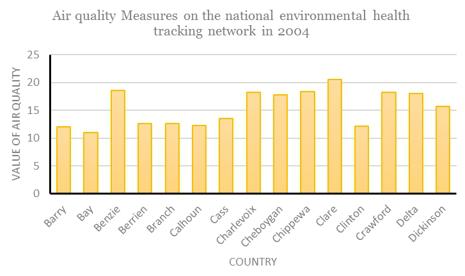 Air quality Measures on the national environmental health
tracking network in 2004
VALUE OF AIR QUALITY
25
20
15
10
5
0
Barry
Bay
Benzie
Berrien
Branch
Calhoun
Cass
Charlevoix
Cheboygan
Chippewa
Clare
Clinton
Crawford
Delta
Dickinson
COUNTRY